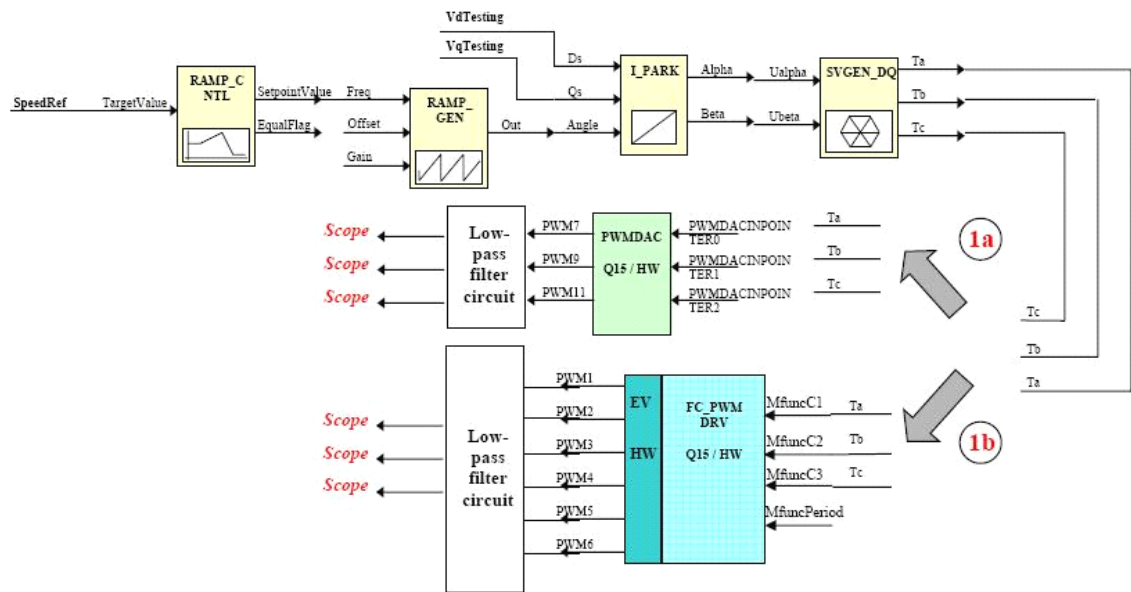 VdTesting
VqTesting
Ds
Qs
I_PARK
Alpha
Beta
Ualpha
Ubeta
SVGEN_DQ
Ta
Tb
Tc
SpeedRef
TargetValue
RAMP_C
NTL
SetpointValue
EqualFlag
Freq
Offset
Gain
RAMP_
GEN
Out
Angle
Scope
Scope
Scope
Low-
pass
filter
circuit
PWM7
PWM9
PWM11
PWMDAC
Q15 / HW
PWMDACINPOIN
TER0
PWMDACINPOIN
TER1
PWMDACINPOIN
TER2
Ta
Tb
Tc
1a
Tc
Tb
Ta
Scope
Scope
Scope
Low-
pass
filter
circuit
PWM1
PWM2
PWM3
PWM4
PWM5
PWM6
EV
HW
FC_PWM
DRV
Q15 / HW
MfuncC1
MfuncC2
MfuncC3
MfuncPeriod
Ta
Tb
Tc
1b